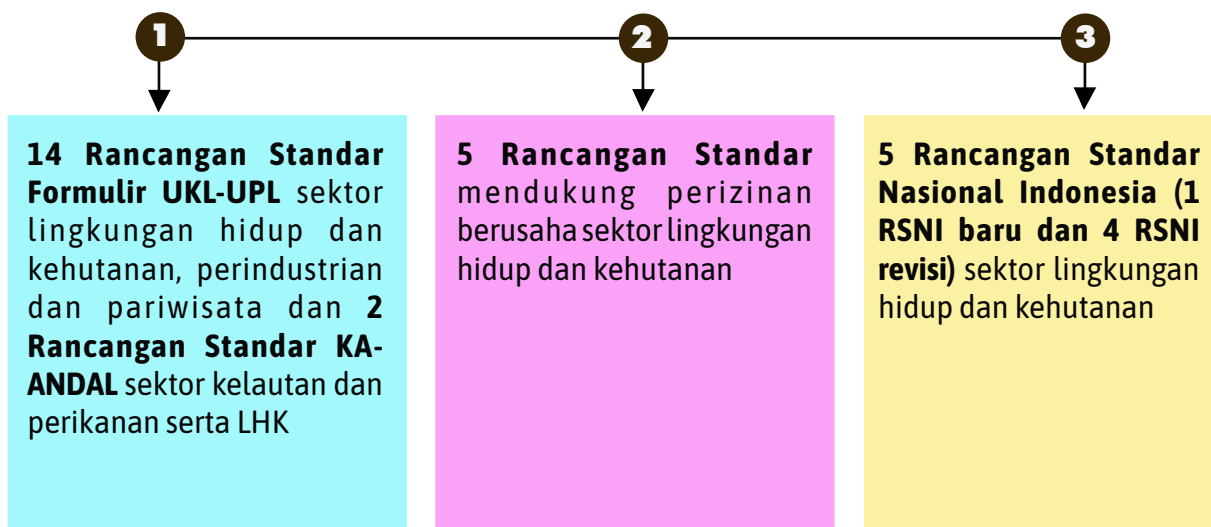 1
2
3
14 Rancangan Standar
Formulir UKL-UPL sektor
lingkungan hidup dan
kehutanan, perindustrian
dan pariwisata dan 2
Rancangan Standar KA-
ANDAL sektor kelautan dan
perikanan serta LHK
5 Rancangan Standar
mendukung perizinan
berusaha sektor lingkungan
hidup dan kehutanan
5 Rancangan Standar
Nasional Indonesia (1
RSNI baru dan 4 RSNI
revisi) sektor lingkungan
hidup dan kehutanan